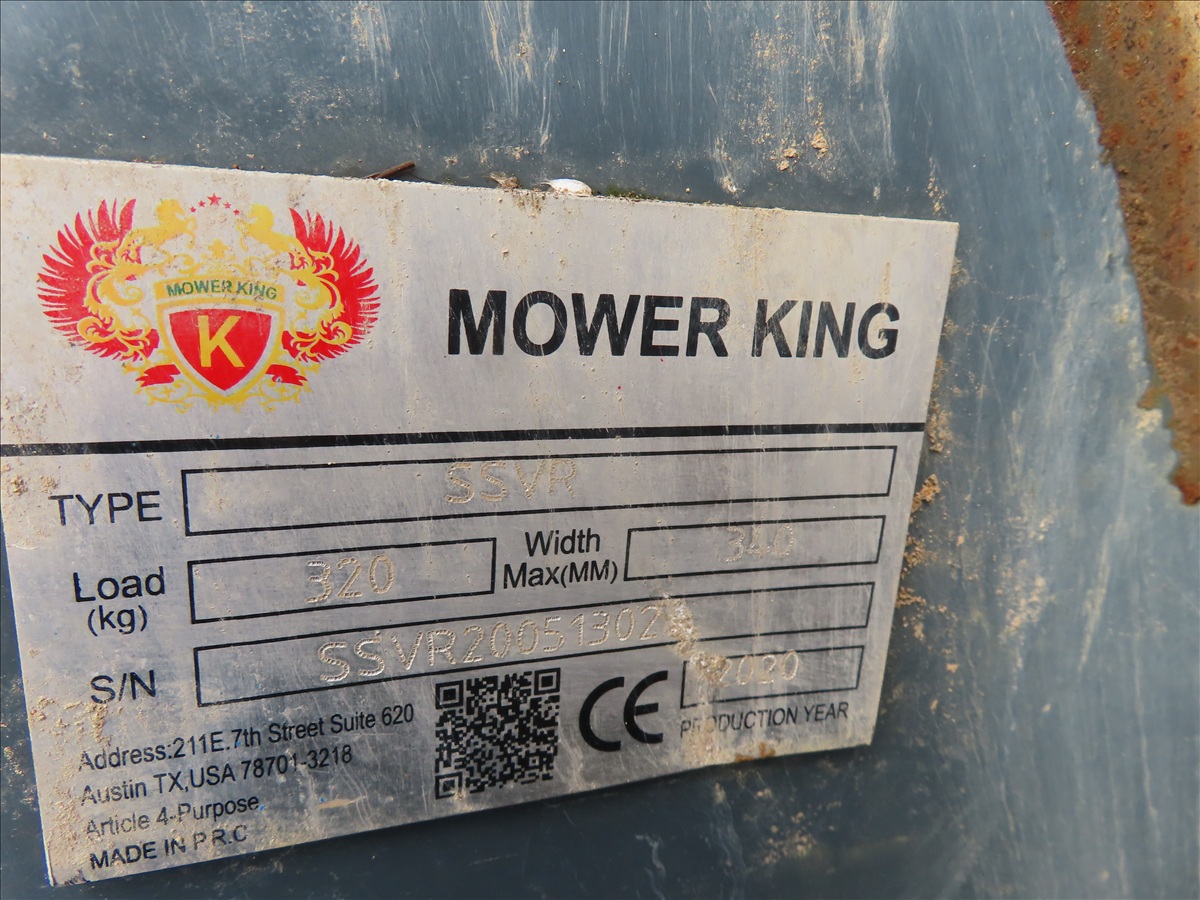 MOWER KING
K
MOWER KING
TYPE SSVR
Load (kg) 320 Width Max(MM) 340
S/N
2020
PRODUCTION YEAR
CE
Address:211E.7th Street Suite 620
Austin TX,USA 78701-3218
Article 4-Purpose
MADE IN P.R.C